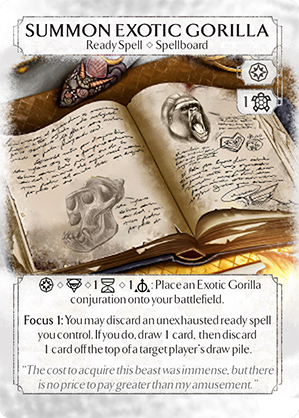 SUMMON EXOTIC GORILLA
Ready Spell ⋄ Spellboard
1
⋄ ⋄ 1 ⋄ 1 : Place an Exotic Gorilla
conjuration onto your battlefield.
Focus 1: You may discard an unexhausted ready spell
you control. If you do, draw 1 card, then discard
1 card off the top of a target player's draw pile.
"The cost to acquire this beast was immense, but there
is no price to pay greater than my amusement."